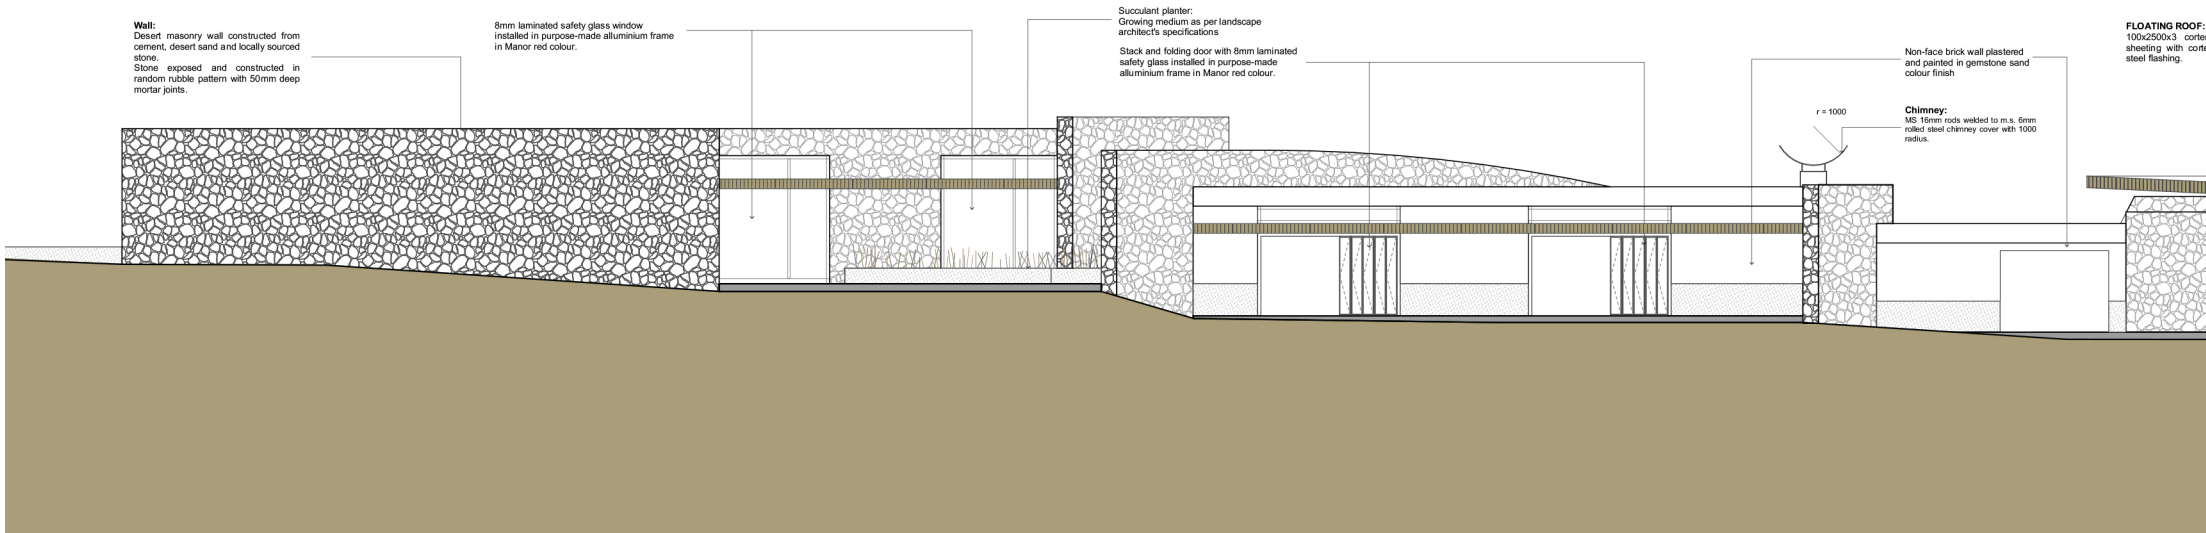 Wall:
Desert masonry wall constructed from
cement, desert sand and locally sourced
stone.
Stone exposed and constructed in
random rubble pattern with 50mm deep
mortar joints.
8mm laminated safety glass window
installed in purpose-made alluminium frame
in Manor red colour.
Succulant planter:
Growing medium as per landscape
architect's specifications
Stack and folding door with 8mm laminated
safety glass installed in purpose-made
alluminium frame in Manor red colour.
r = 1000
Non-face brick wall plastered
and painted in gemstone sand
colour finish
Chimney:
MS 16mm rods welded to m.s. 6mm
rolled steel chimney cover with 1000
radius.
FLOATING ROOF:
100x2500x3
sheeting with
steel flashing.